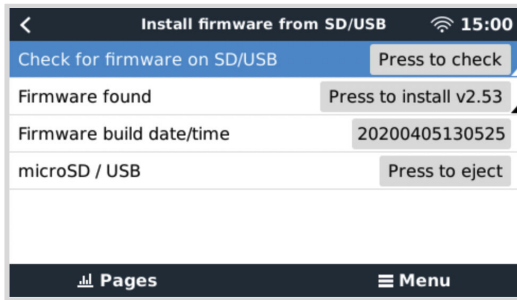 Install firmware from SD/USB 15:00
Check for firmware on SD/USB Press to check
Firmware found Press to install v2.53
Firmware build date/time 20200405130525
microSD / USB Press to eject
Pages Menu